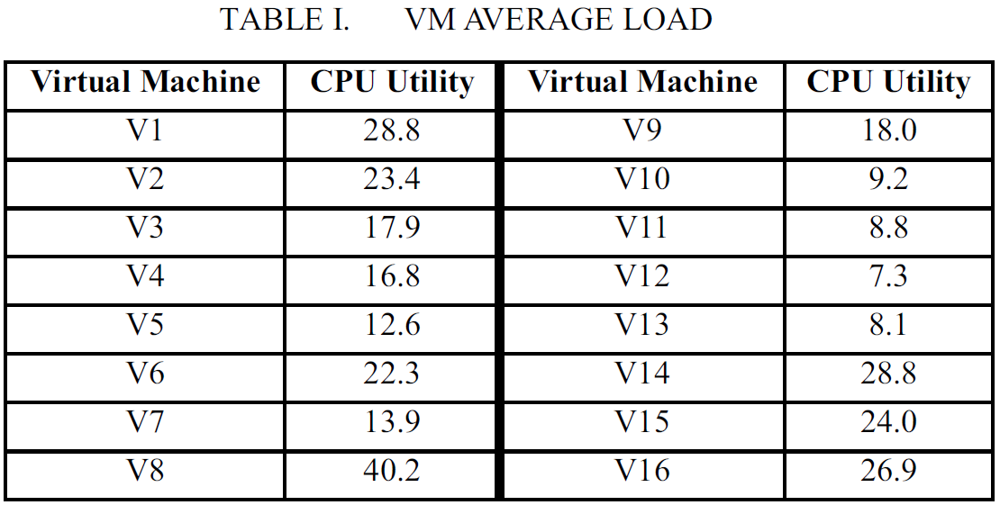 TABLE I. VM AVERAGE LOAD
Virtual Machine CPU Utility Virtual Machine CPU Utility
V1 28.8 V9 18.0
V2 23.4 V10 9.2
V3 17.9 V11 8.8
V4 16.8 V12 7.3
V5 12.6 V13 8.1
V6 22.3 V14 28.8
V7 13.9 V15 24.0
V8 40.2 V16 26.9